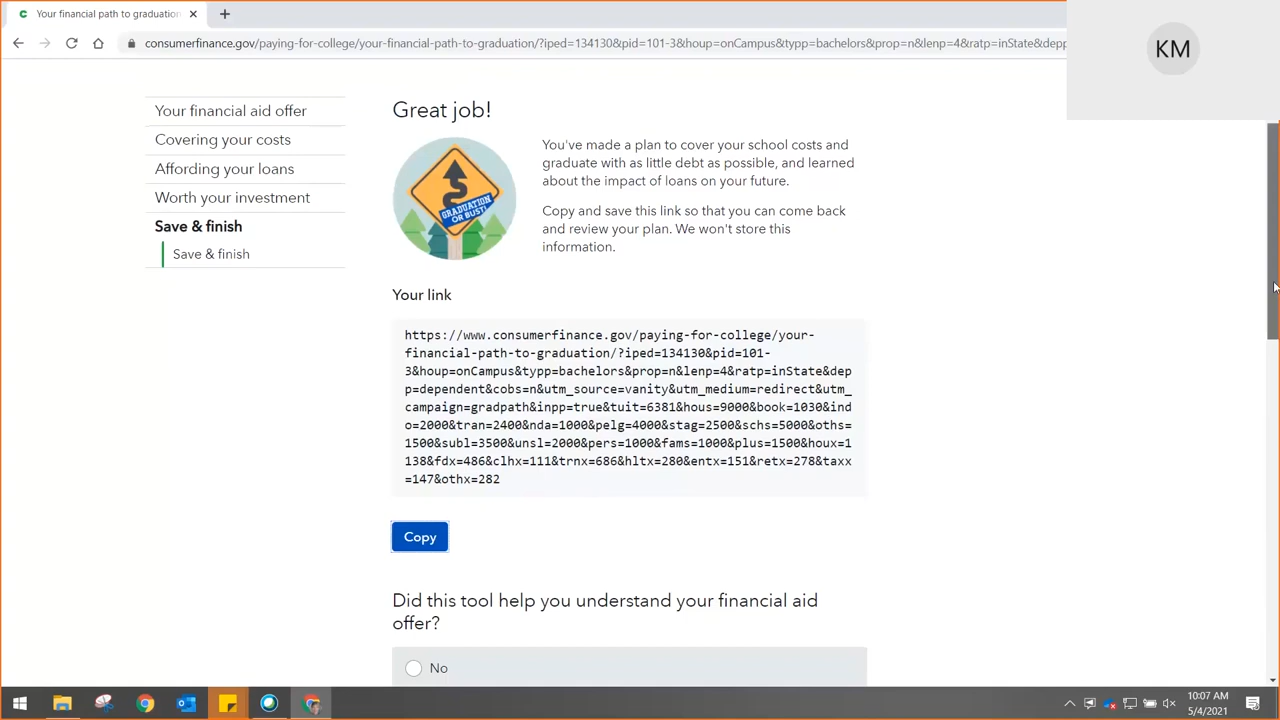 Your financial path to graduation
consumerfinance.gov/paying-for-college/your-financial-path-to-graduation/?iped=134130&pid=101-3&houp=onCampus&typp=bachelors&prop=n&lenp=4&ratp=inState&depp
KM
Your financial aid offer
Covering your costs
Affording your loans
Worth your investment
Save & finish
Save & finish
Great job!
GRADUATION
OR BUST!
You've made a plan to cover your school costs and
graduate with as little debt as possible, and learned
about the impact of loans on your future.
Copy and save this link so that you can come back
and review your plan. We won't store this
information.
Your link
https://www.consumerfinance.gov/paying-for-college/your-
financial-path-to-graduation/?iped=134130&pid=101-
3&houp=onCampus&typp=bachelors&prop=n&lenp=4&ratp=inState&dep
p=dependent&cobs=n&utm_source=vanity&utm_medium=redirect&utm_
campaign=gradpath&inpp=true&tuit=6381&hous=9000&book=1030&ind
o=2000&tran=2400&nda=1000&pelg=4000&stag=2500&schs=5000&oths=
1500&subl=3500&unsl=2000&pers=1000&fams=1000&plus=1500&houx=1
138&fdx=486&clhx=111&trnx=686&hltx=280&entx=151&retx=278&taxx
=147&othx=282
Copy
Did this tool help you understand your financial aid
offer?
No
10:07 AM
5/4/2021